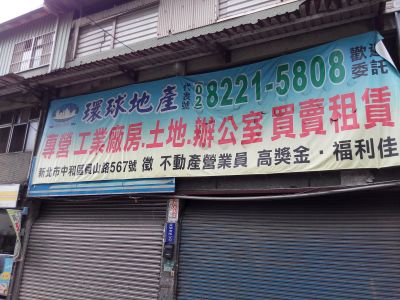 環球地產 代表號 02 8221-5808 歡迎委託
專營.工業廠房.土地.辦公室買賣租賃
新北市中和區員山路567號 徵 不動產營業員 高獎金·福利佳